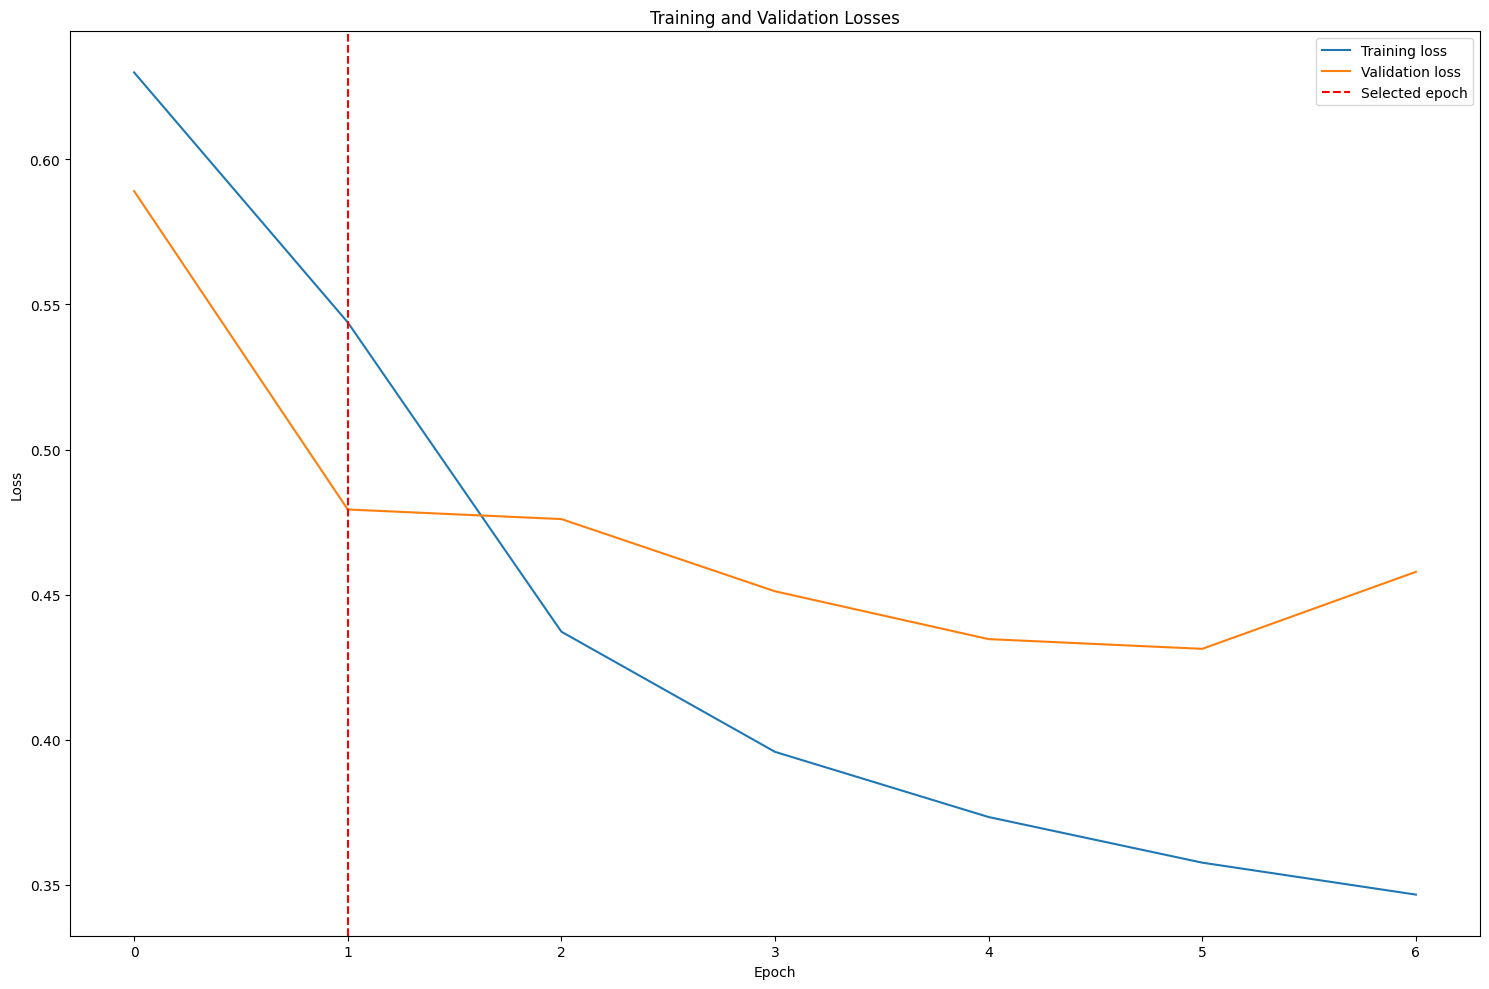 Training and Validation Losses
Training loss
Validation loss
Selected epoch
0.60
0.55
0.50
0.45
0.40
0.35
Loss
0 1 2 3 4 5 6
Epoch